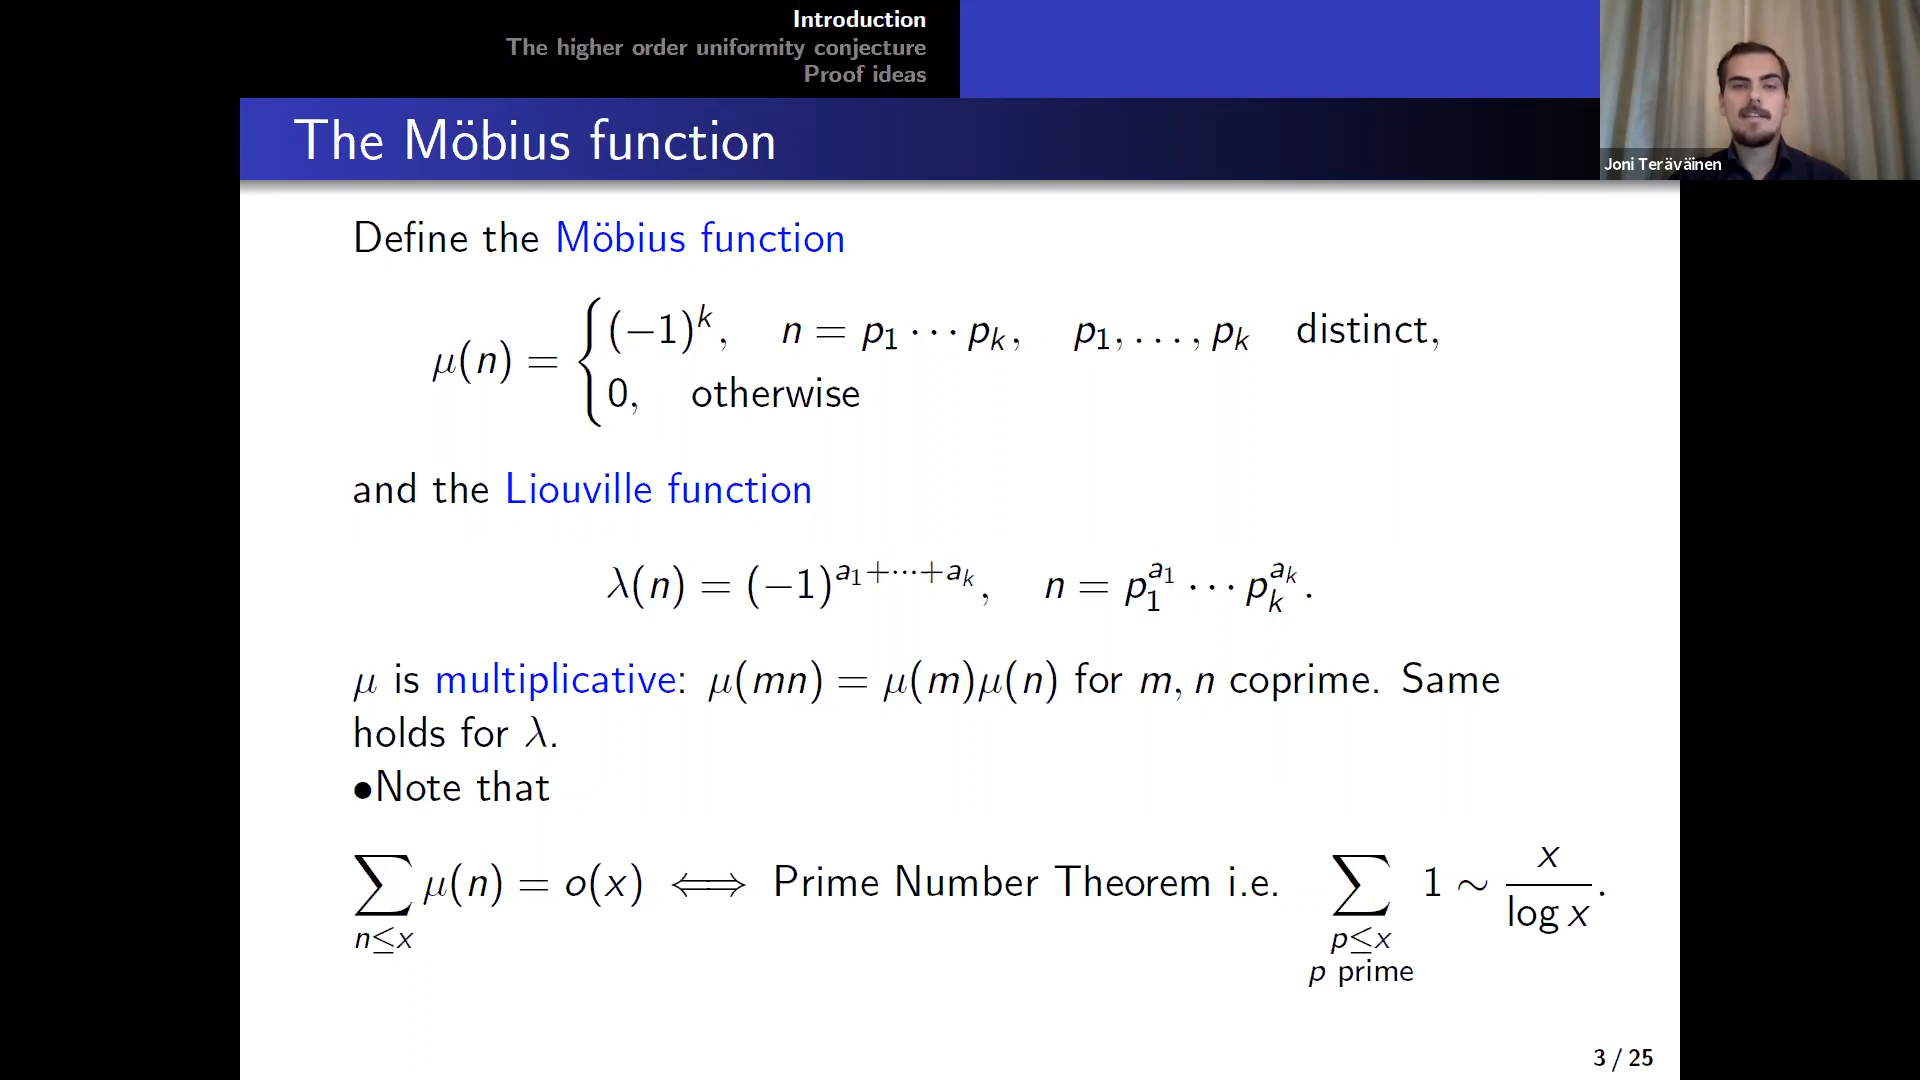 Introduction
The higher order uniformity conjecture
Proof ideas
Joni Teräväinen
The Möbius function
Define the Möbius function
μ(n) = { (−1)^k, n = p_1 ⋯ p_k, p_1, …, p_k distinct,
0, otherwise
and the Liouville function
λ(n) = (−1)^{a_1+⋯+a_k}, n = p_1^{a_1} ⋯ p_k^{a_k}.
μ is multiplicative: μ(mn) = μ(m)μ(n) for m, n coprime. Same
holds for λ.
•Note that
∑_{n≤x} μ(n) = o(x) ⟺ Prime Number Theorem i.e. ∑_{p≤x, p prime} 1 ∼ x / log x.
3 / 25